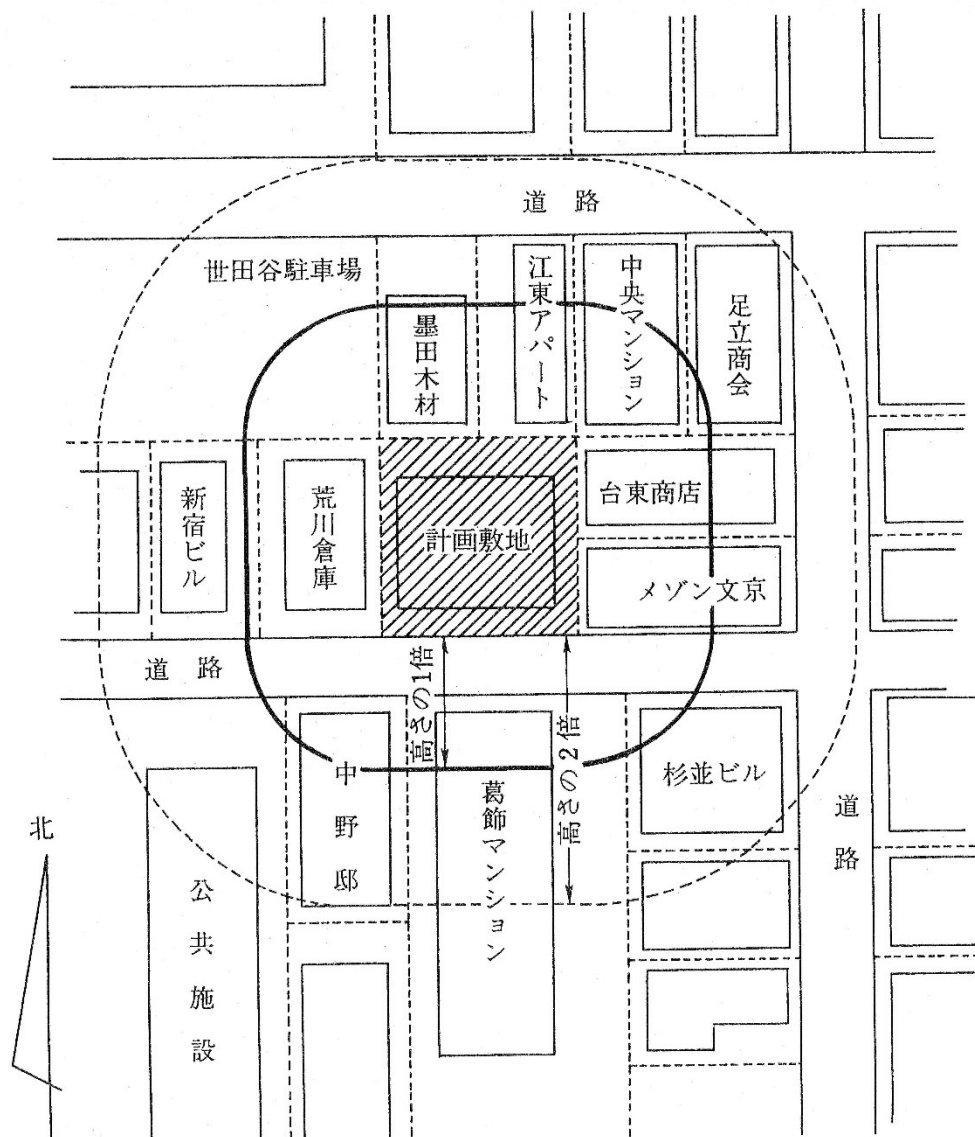 道路
世田谷駐車場
墨田木材
江東アパート
中央マンション
足立商会
新宿ビル
荒川倉庫
計画敷地
台東商店
メゾン文京
道路
高さの1倍
高さの2倍
中野邸
葛飾マンション
杉並ビル
道路
北
公共施設